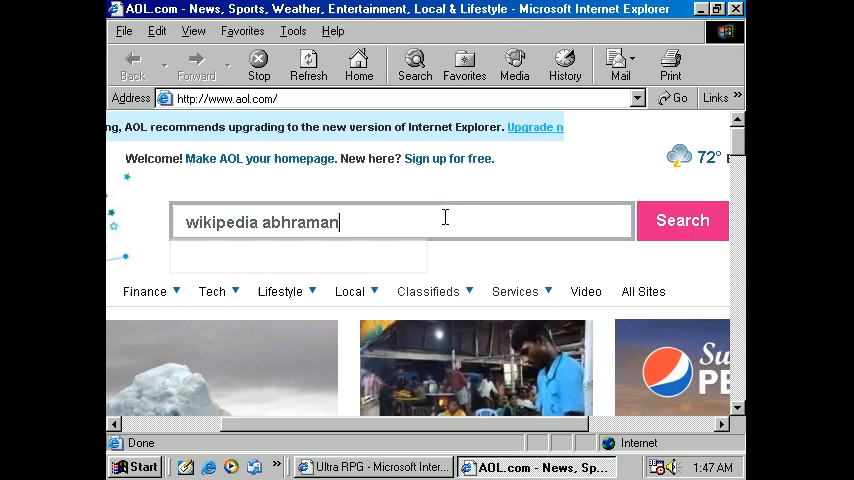 AOL.com - News, Sports, Weather, Entertainment, Local & Lifestyle - Microsoft Internet Explorer
File Edit View Favorites Tools Help
Back Forward Stop Refresh Home Search Favorites Media History Mail Print
Address http://www.aol.com/ Go Links »
ng, AOL recommends upgrading to the new version of Internet Explorer. Upgrade n
Welcome! Make AOL your homepage. New here? Sign up for free. 72°
wikipedia abhraman Search
Finance Tech Lifestyle Local Classifieds Services Video All Sites
Su
PE
Done Internet
Start » Ultra RPG - Microsoft Inter... AOL.com - News, Sp... 1:47 AM